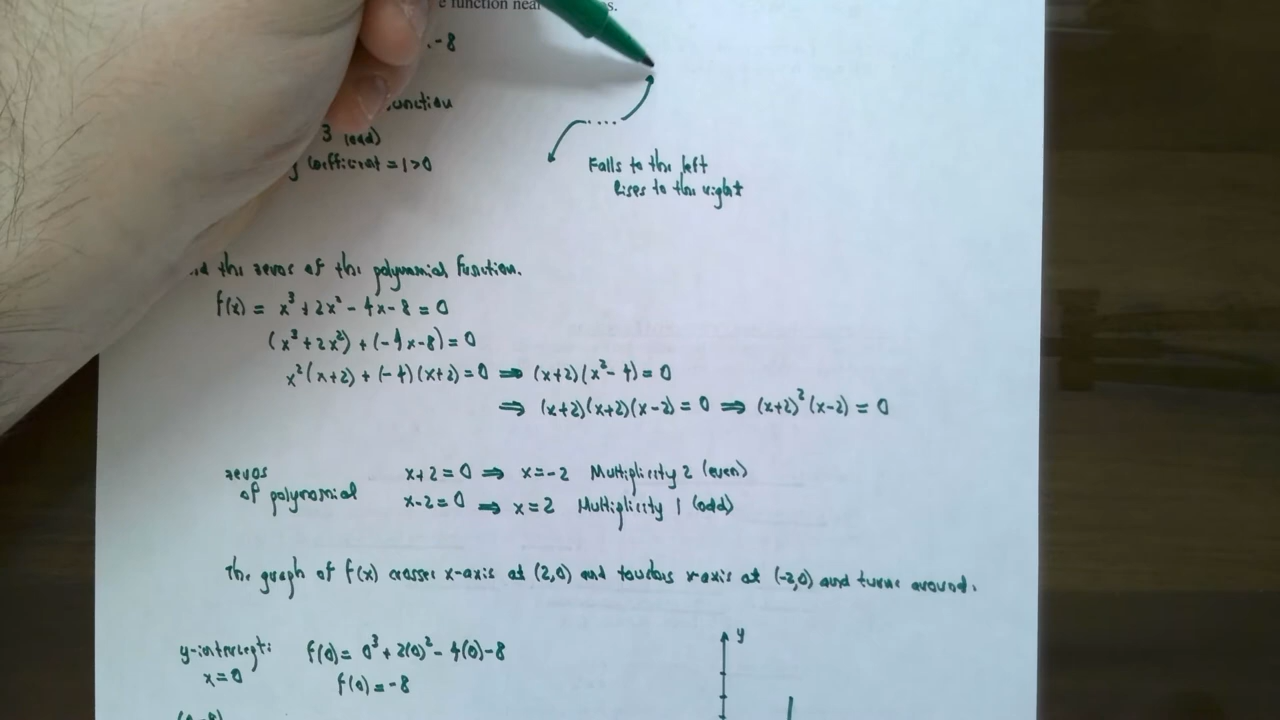 e function near
-8
unction
3 (odd)
g coefficient = 1 > 0
Falls to the left
Rises to the right
the zeros of the polynomial function.
f(x) = x³ + 2x² - 4x - 8 = 0
(x³ + 2x²) + (-4x - 8) = 0
x²(x+2) + (-4)(x+2) = 0 ⇒ (x+2)(x² - 4) = 0
⇒ (x+2)(x+2)(x-2) = 0 ⇒ (x+2)²(x-2) = 0
zeros x+2 = 0 ⇒ x = -2 Multiplicity 2 (even)
of polynomial x-2 = 0 ⇒ x = 2 Multiplicity 1 (odd)
The graph of f(x) crosses x-axis at (2,0) and touches x-axis at (-2,0) and turns around.
y-intercept: f(0) = 0³ + 2(0)² - 4(0) - 8
x = 0 f(0) = -8
(0,-8)
y